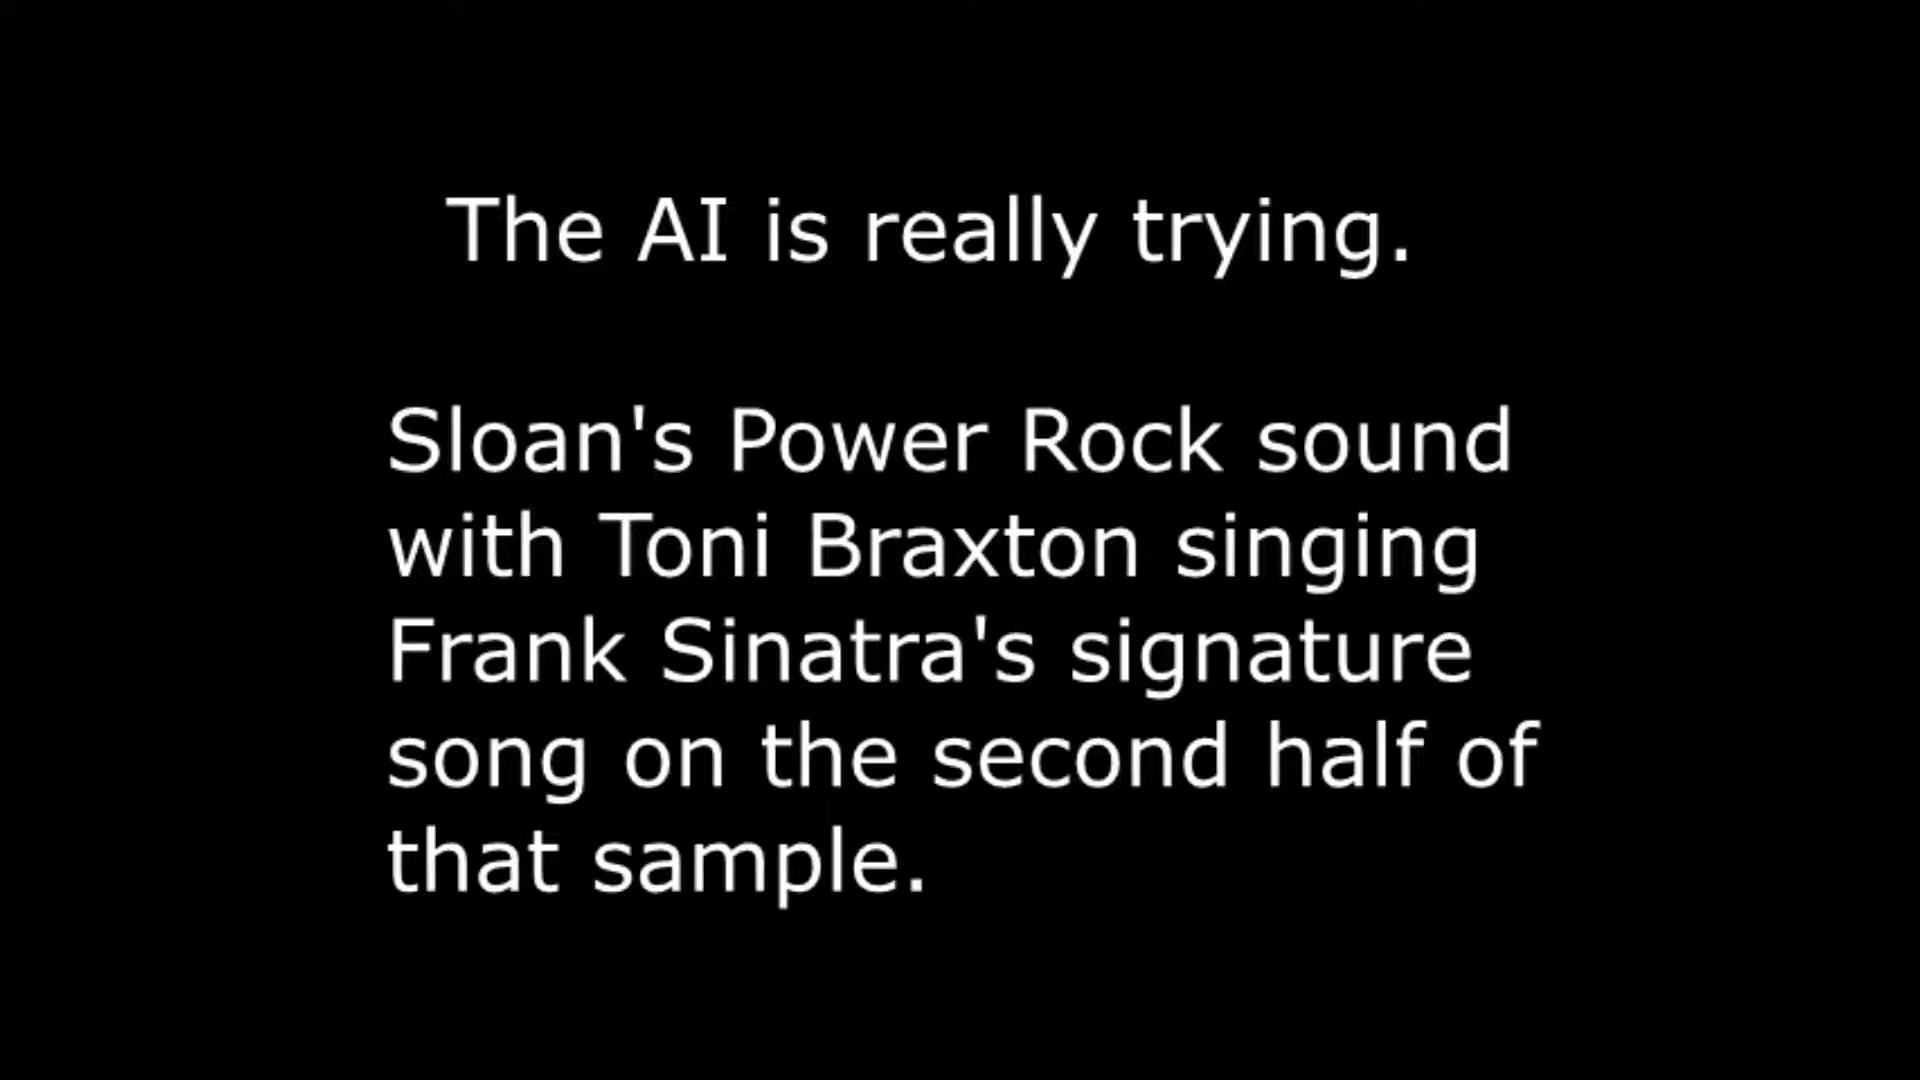 The AI is really trying.
Sloan's Power Rock sound
with Toni Braxton singing
Frank Sinatra's signature
song on the second half of
that sample.